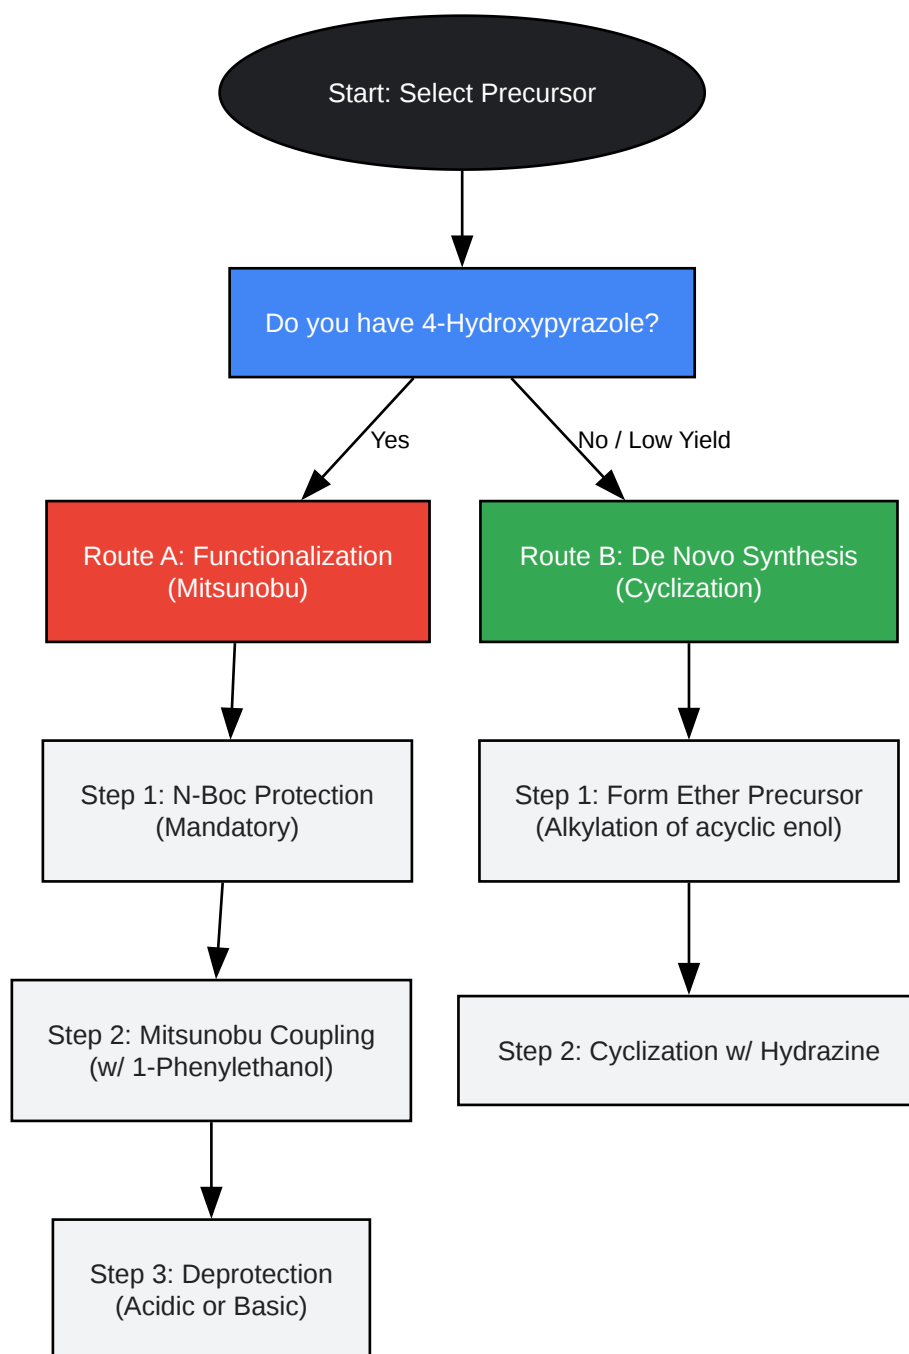 Start: Select Precursor
Do you have 4-Hydroxypyrazole?
Yes
No / Low Yield
Route A: Functionalization
(Mitsunobu)
Route B: De Novo Synthesis
(Cyclization)
Step 1: N-Boc Protection
(Mandatory)
Step 1: Form Ether Precursor
(Alkylation of acyclic enol)
Step 2: Mitsunobu Coupling
(w/ 1-Phenylethanol)
Step 2: Cyclization w/ Hydrazine
Step 3: Deprotection
(Acidic or Basic)